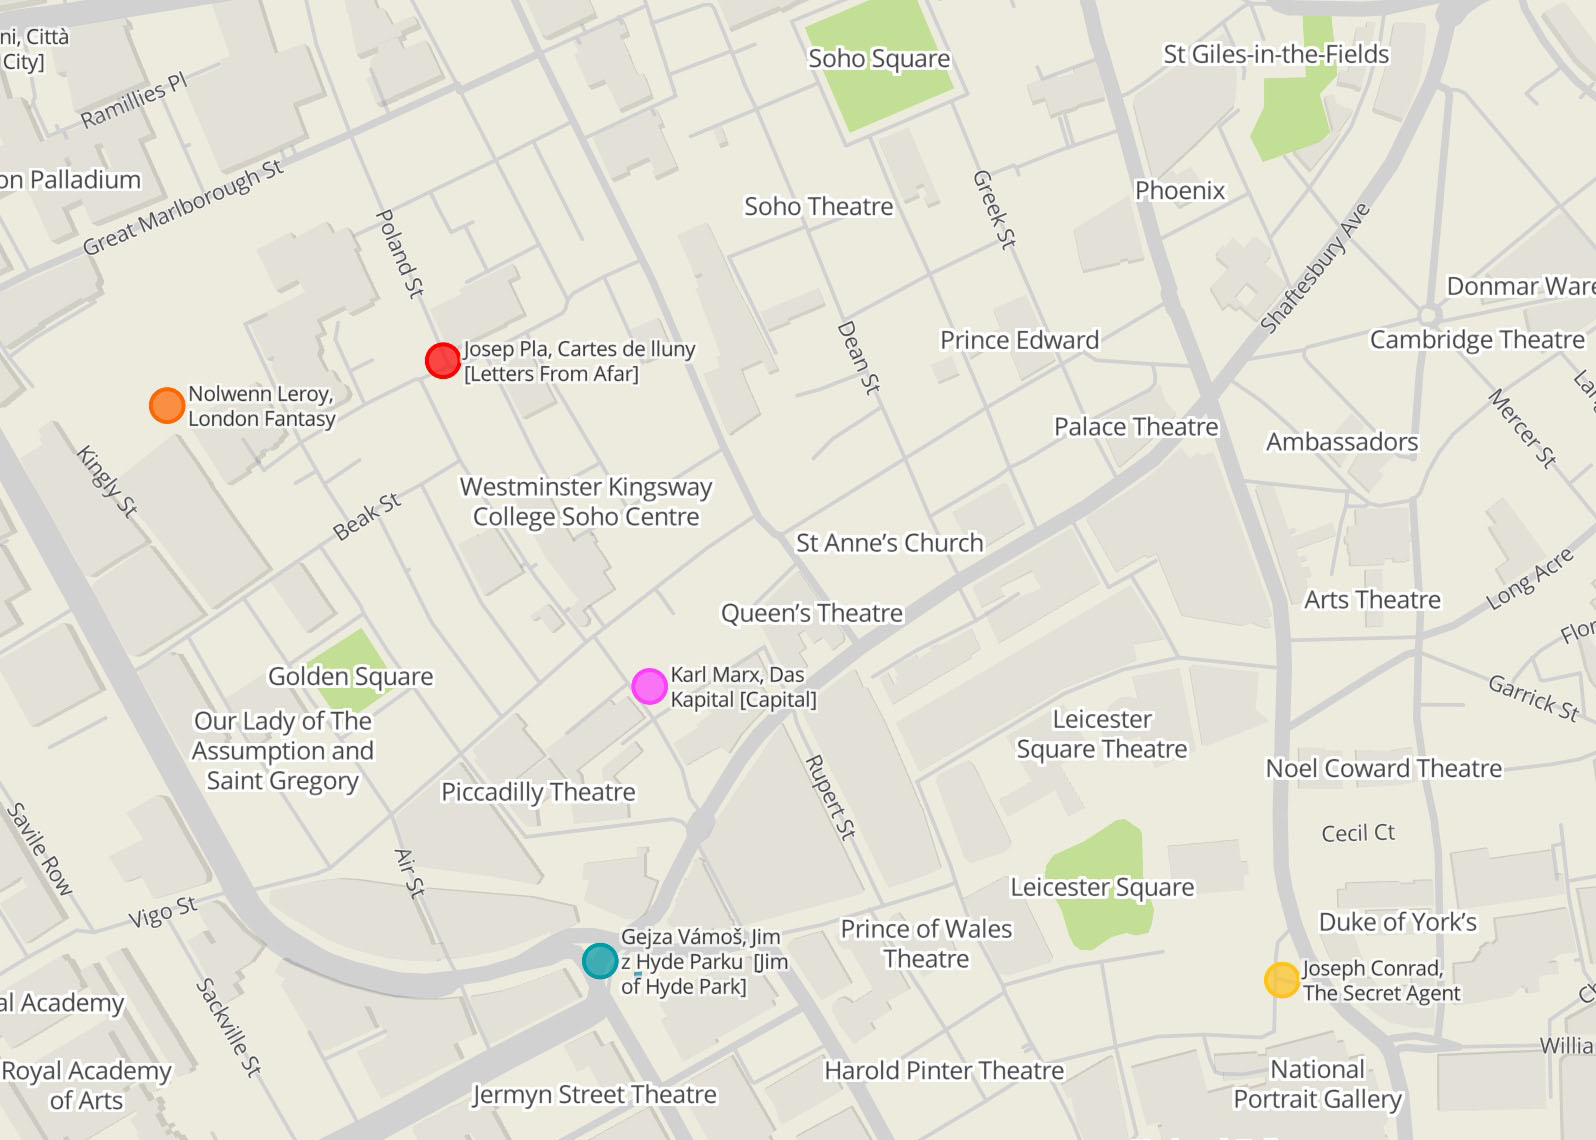 ni, Città
City]
Ramillies Pl
Soho Square
St Giles-in-the-Fields
on Palladium
Great Marlborough St
Poland St
Soho Theatre
Greek St
Phoenix
Shaftesbury Ave
Donmar Ware
Josep Pla, Cartes de lluny
[Letters From Afar]
Dean St
Prince Edward
Cambridge Theatre
Nolwenn Leroy,
London Fantasy
Palace Theatre
Ambassadors
Mercer St
Lan
Kingly St
Beak St
Westminster Kingsway
College Soho Centre
St Anne's Church
Queen's Theatre
Arts Theatre
Long Acre
Flor
Golden Square
Karl Marx, Das
Kapital [Capital]
Garrick St
Our Lady of The
Assumption and
Saint Gregory
Leicester
Square Theatre
Piccadilly Theatre
Rupert St
Noel Coward Theatre
Savile Row
Air St
Cecil Ct
Vigo St
Leicester Square
Prince of Wales
Theatre
Duke of York's
Gejza Vámoš, Jim
z Hyde Parku [Jim
of Hyde Park]
Joseph Conrad,
The Secret Agent
al Academy
Sackville St
Ch
Royal Academy
of Arts
Jermyn Street Theatre
Harold Pinter Theatre
National
Portrait Gallery
Willia